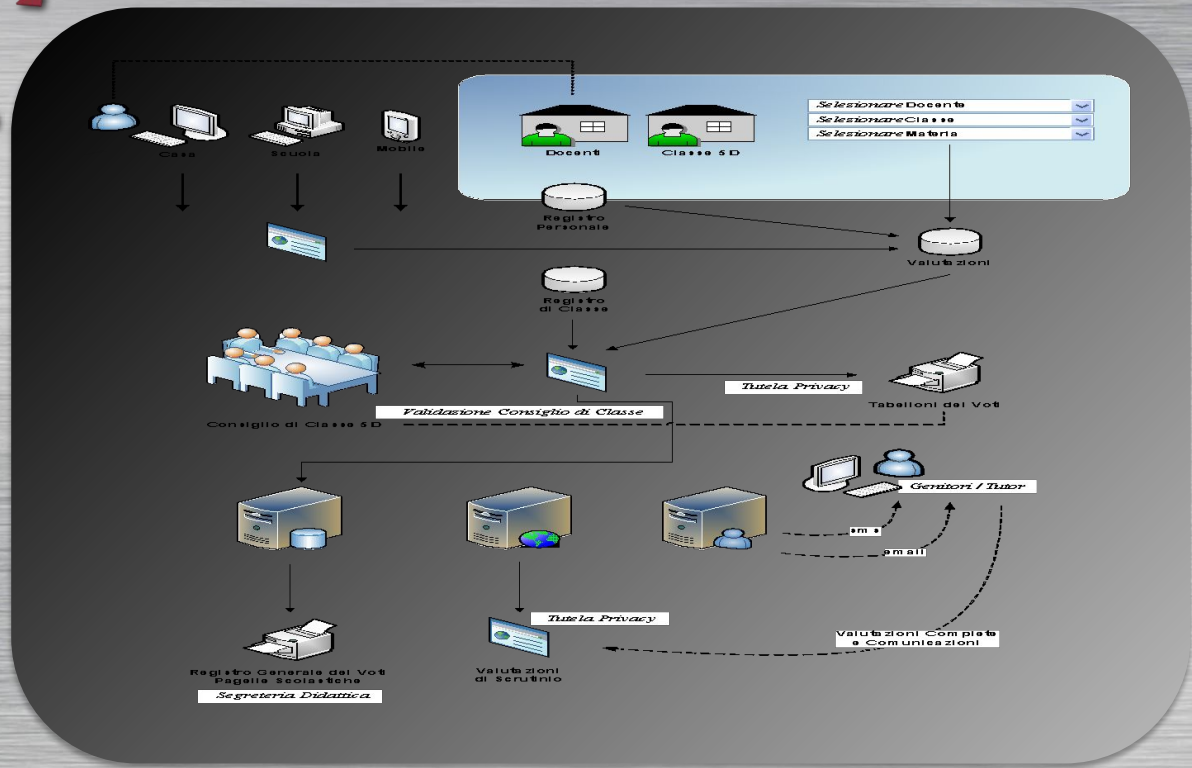 Selezionare Docente
Selezionare Classe
Selezionare Materia
Casa
Scuola
Mobile
Docenti
Classe 5D
Registro
Personale
Valutazioni
Registro
di Classe
Tutela Privacy
Tabelloni dei Voti
Validazione Consiglio di Classe
Consiglio di Classe 5D
Genitori / Tutor
sms
email
Tutela Privacy
Valutazioni Complete
e Comunicazioni
Registro Generale dei Voti
Pagelle Scolastiche
Segreteria Didattica
Valutazioni
di Scrutinio